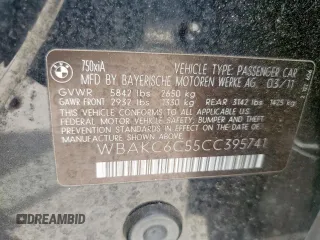 750xiA
VEHICLE TYPE: PASSENGER CAR
MFD BY BAYERISCHE MOTOREN WERKE AG 03/11
GVWR 5842 lbs 2650 kg
GAWR FRONT 2932 lbs 1330 kg REAR 3142 lbs 1425 kg
THIS VEHICLE CONFORMS TO ALL APPLICABLE
FEDERAL MOTOR VEHICLE SAFETY, BUMPER AND
THEFT PREVENTION STANDARDS IN EFFECT ON THE DATE
OF MANUFACTURE SHOWN ABOVE
WBAKC6C55CC395741
DREAMBID